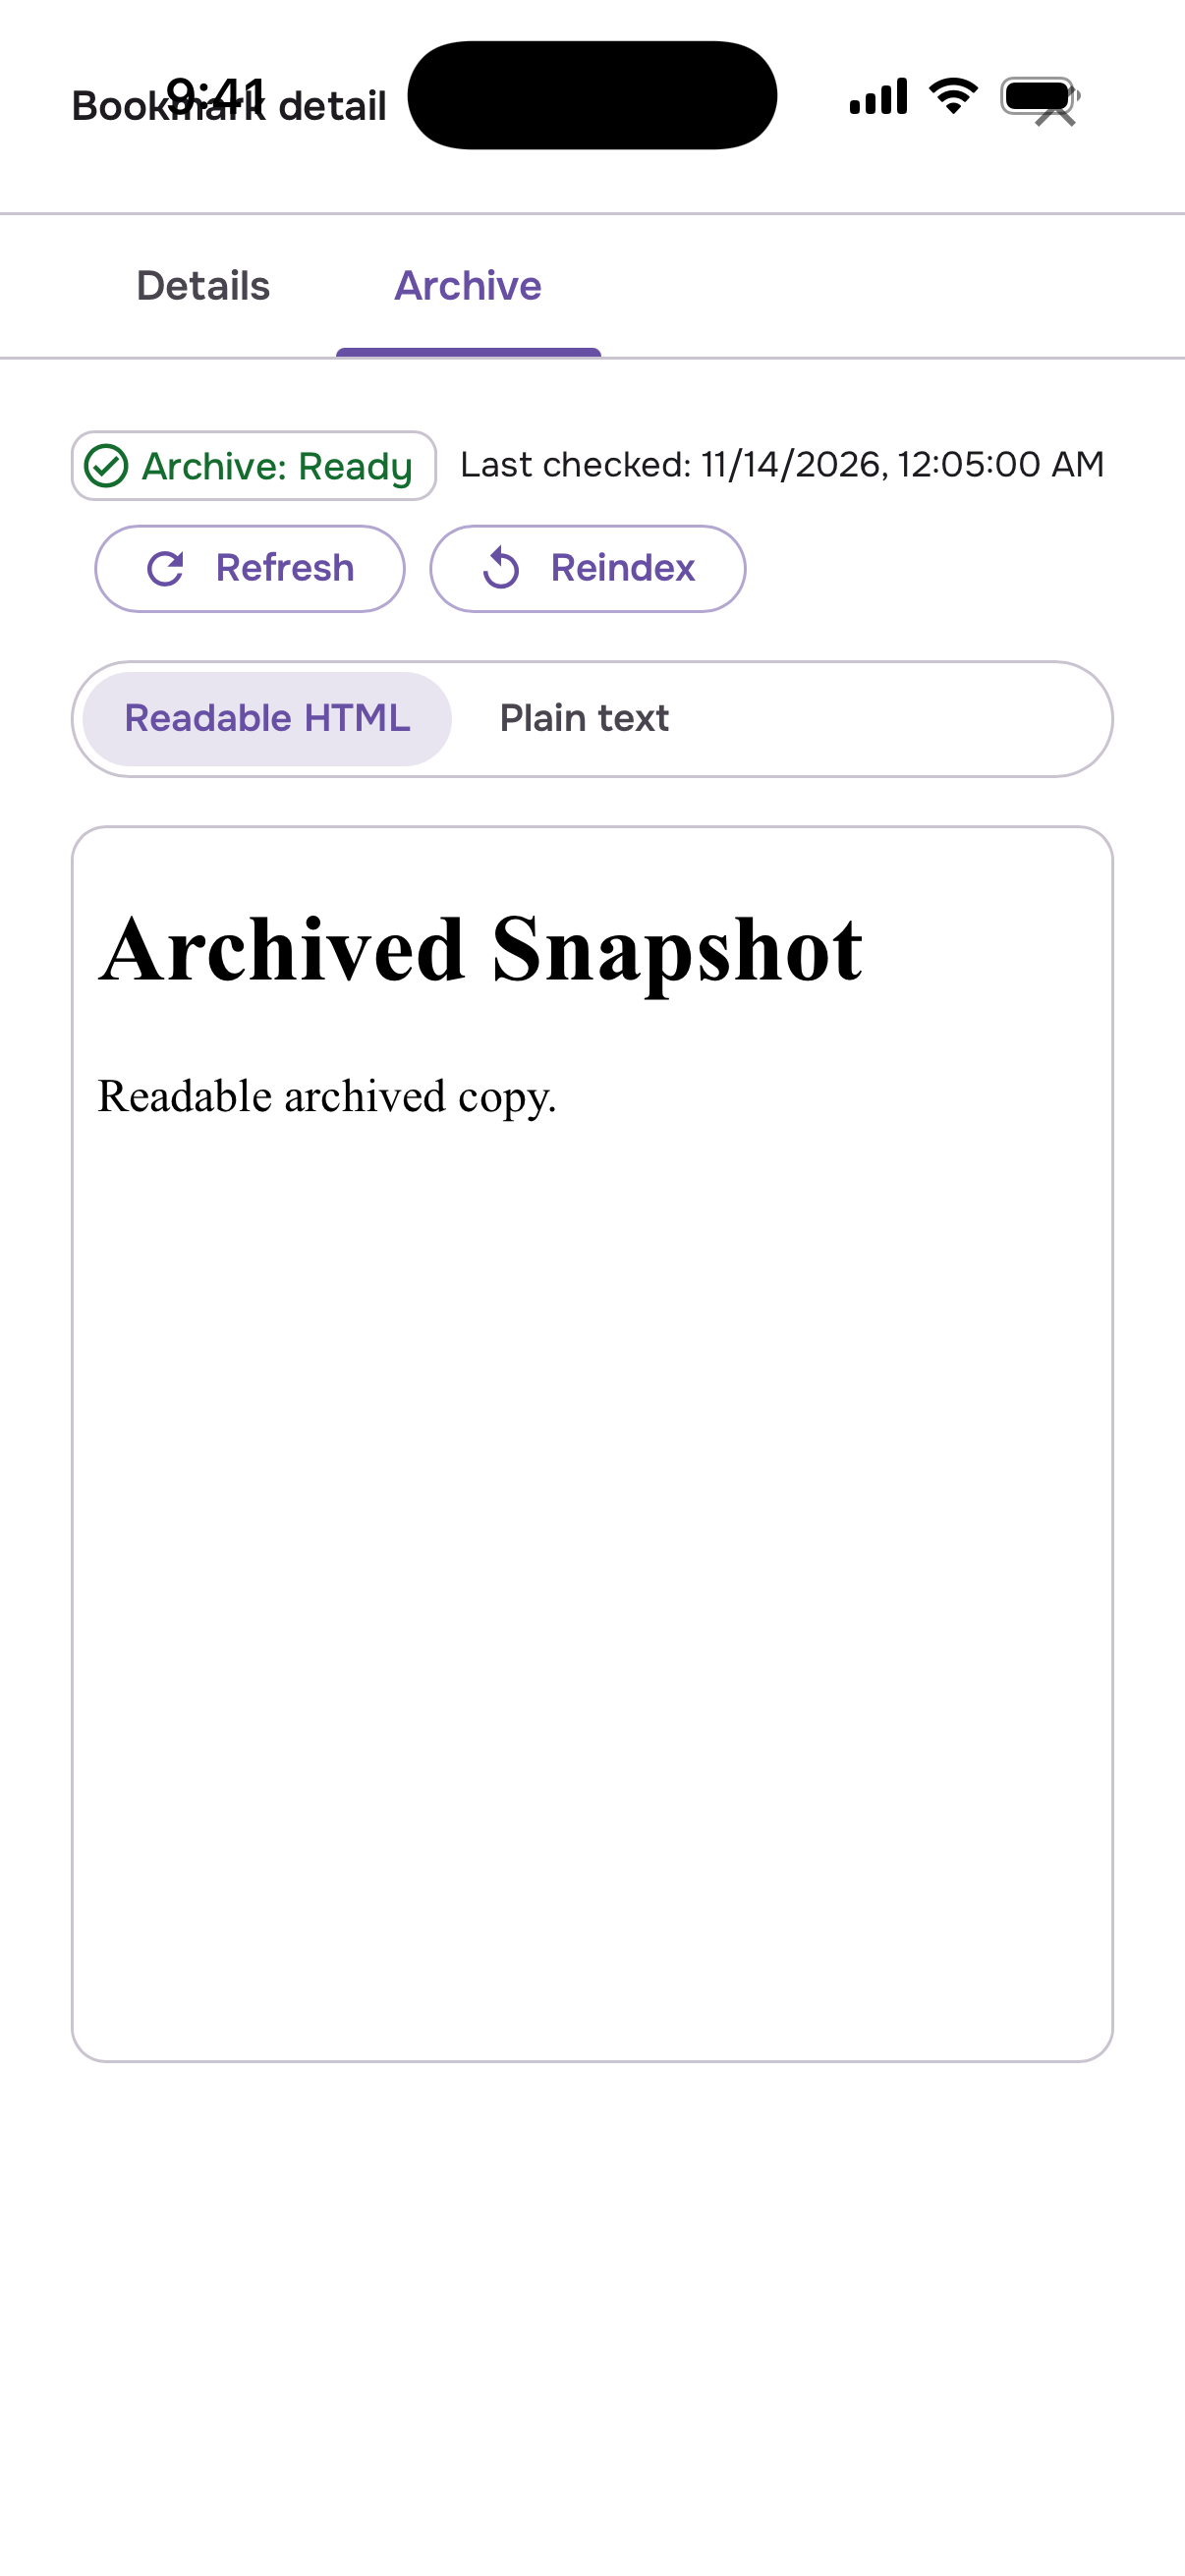 9:41
Bookmark detail
Details Archive
Archive: Ready Last checked: 11/14/2026, 12:05:00 AM
Refresh Reindex
Readable HTML Plain text
Archived Snapshot
Readable archived copy.